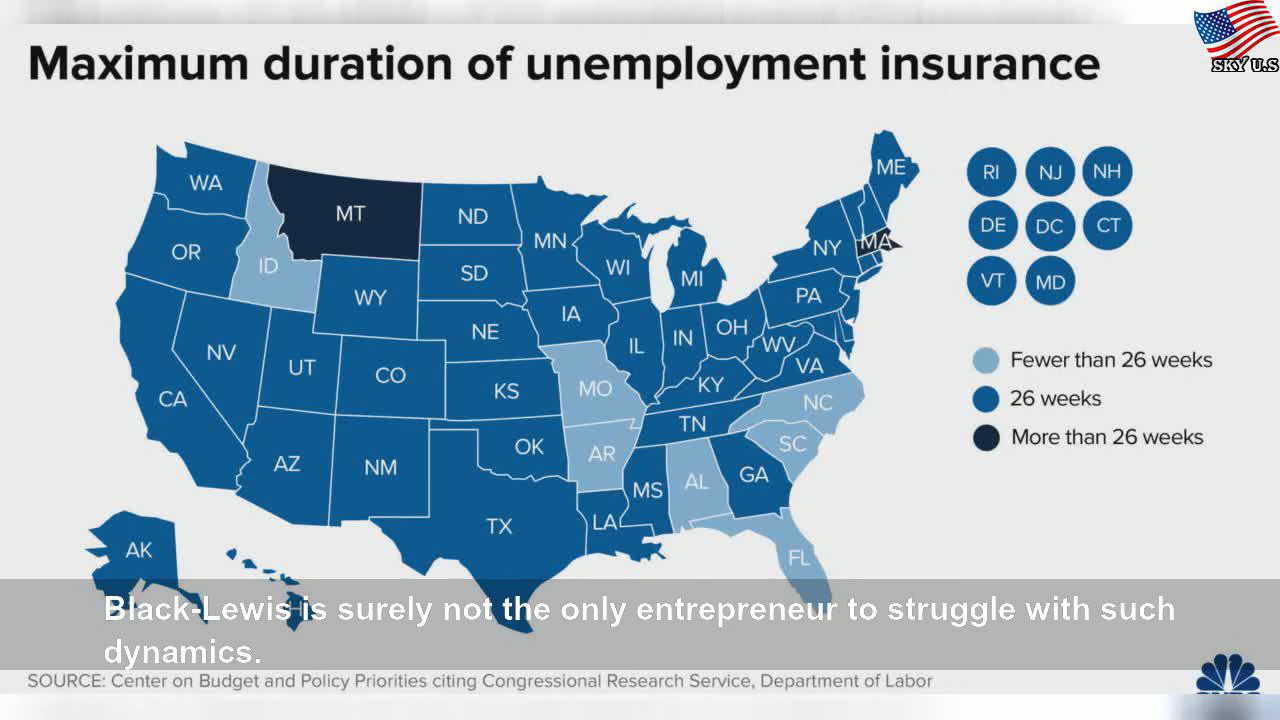 Maximum duration of unemployment insurance
SKY U.S
WA
MT
ND
MN
ME
OR
ID
SD
WI
NY
MA
WY
MI
IA
PA
NE
NV
UT
CO
IL
IN
OH
WV
VA
CA
KS
MO
KY
NC
AZ
NM
OK
AR
TN
SC
MS
AL
GA
TX
LA
AK
FL
RI
NJ
NH
DE
DC
CT
VT
MD
Fewer than 26 weeks
26 weeks
More than 26 weeks
Black-Lewis is surely not the only entrepreneur to struggle with such
dynamics.
SOURCE: Center on Budget and Policy Priorities citing Congressional Research Service, Department of Labor